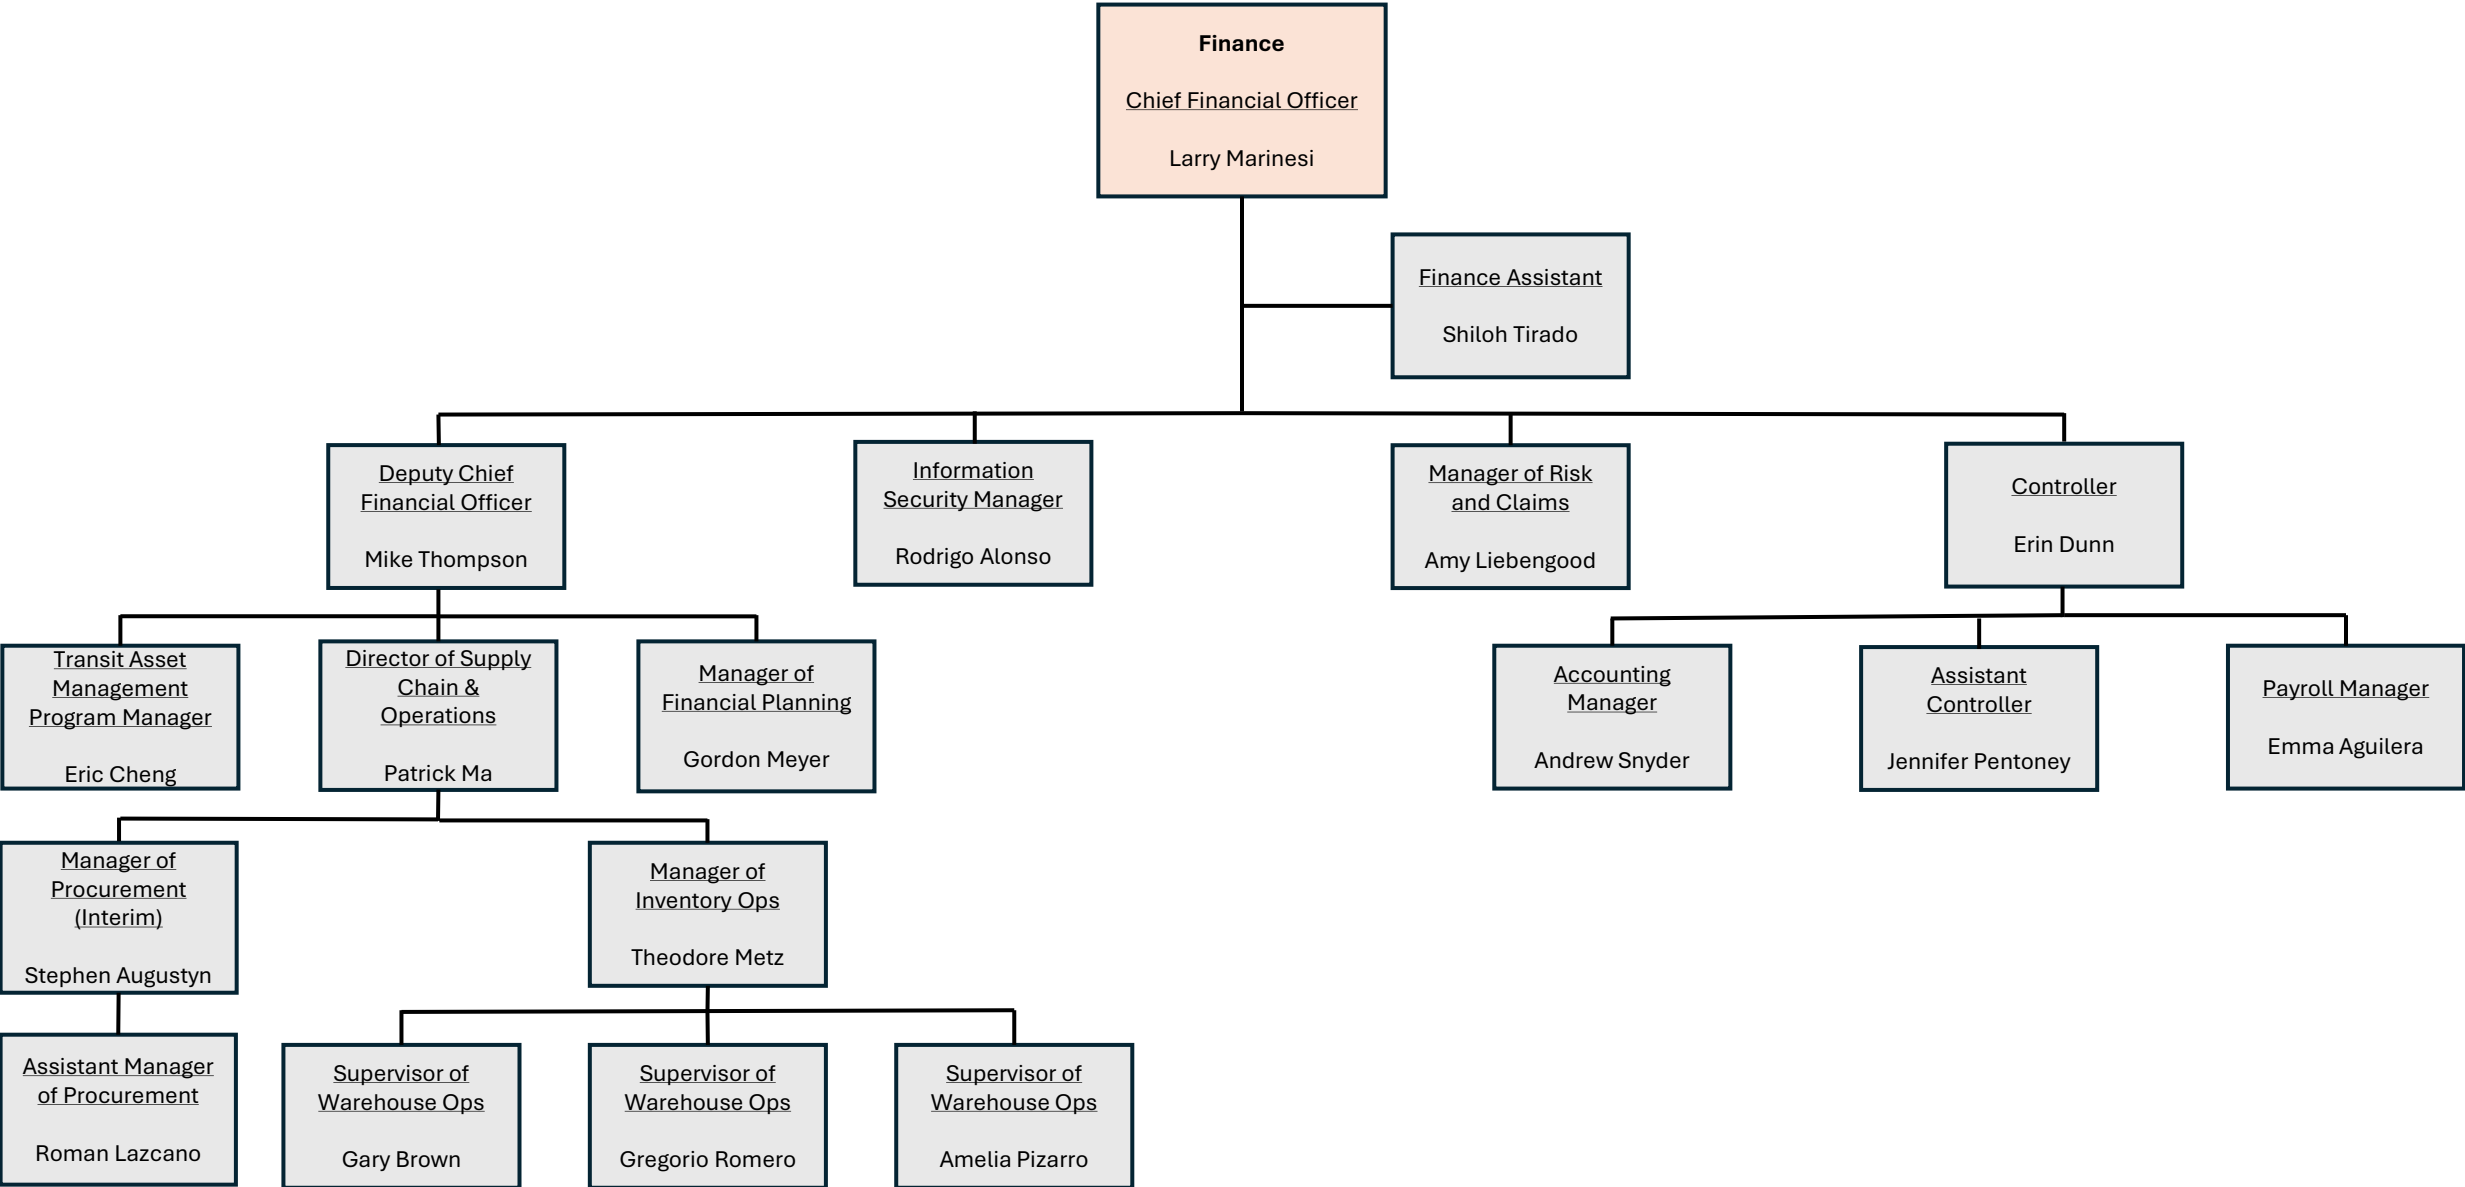 Finance
Chief Financial Officer
Larry Marinesi
Finance Assistant
Shiloh Tirado
Deputy Chief
Financial Officer
Mike Thompson
Information
Security Manager
Rodrigo Alonso
Manager of Risk
and Claims
Amy Liebengood
Controller
Erin Dunn
Transit Asset
Management
Program Manager
Eric Cheng
Director of Supply
Chain &
Operations
Patrick Ma
Manager of
Financial Planning
Gordon Meyer
Accounting
Manager
Andrew Snyder
Assistant
Controller
Jennifer Pentoney
Payroll Manager
Emma Aguilera
Manager of
Procurement
(Interim)
Stephen Augustyn
Manager of
Inventory Ops
Theodore Metz
Assistant Manager
of Procurement
Roman Lazcano
Supervisor of
Warehouse Ops
Gary Brown
Supervisor of
Warehouse Ops
Gregorio Romero
Supervisor of
Warehouse Ops
Amelia Pizarro